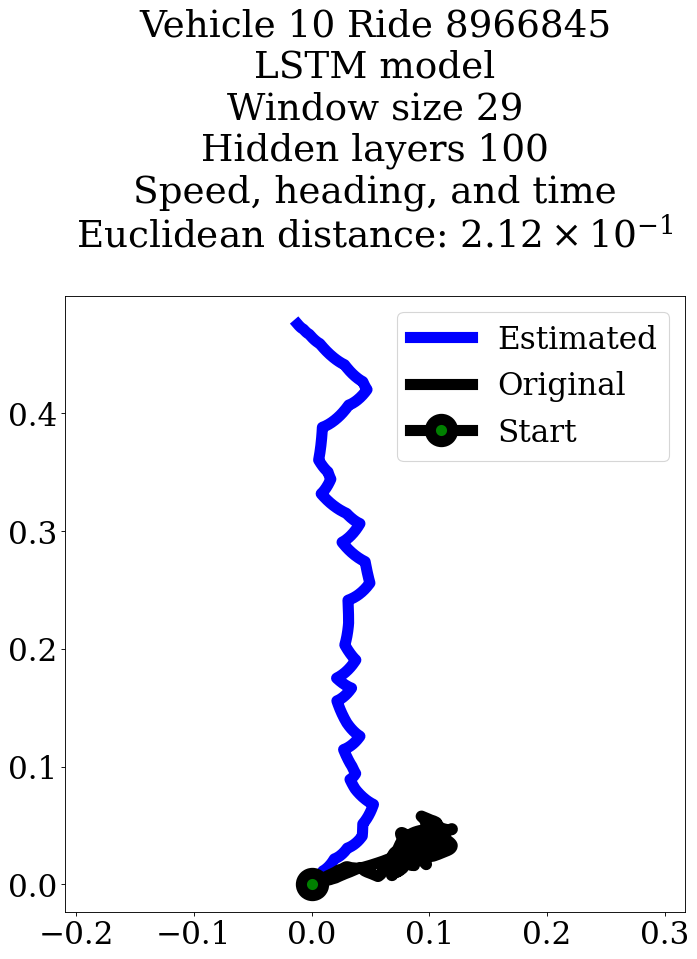 Vehicle 10 Ride 8966845
LSTM model
Window size 29
Hidden layers 100
Speed, heading, and time
Euclidean distance: 2.12 × 10⁻¹
Estimated
Original
Start
0.4
0.3
0.2
0.1
0.0
−0.2 −0.1 0.0 0.1 0.2 0.3